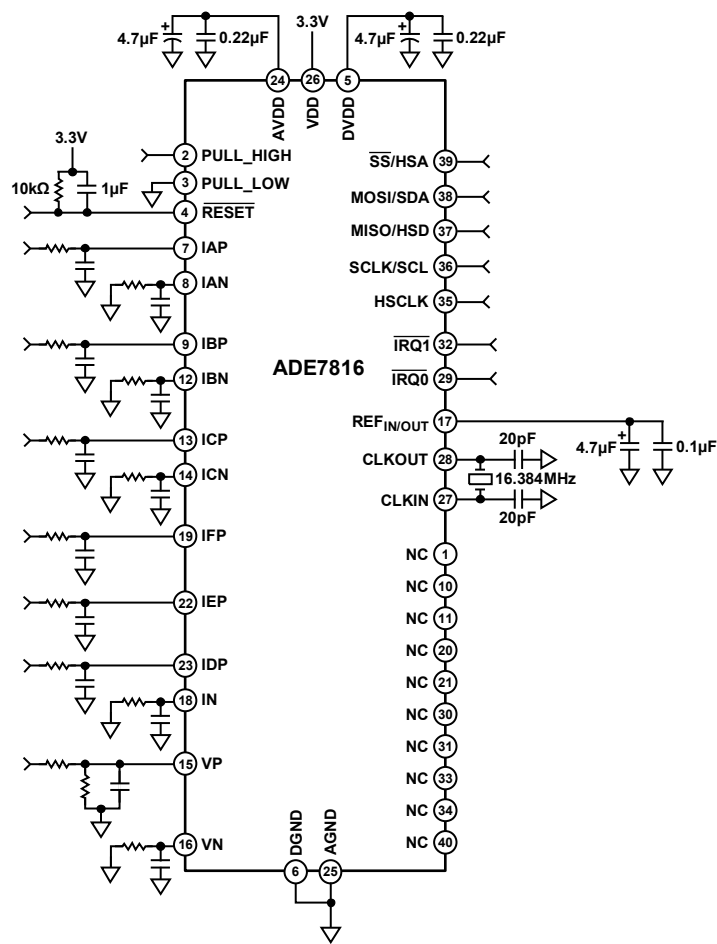 3.3V
4.7µF
0.22µF
4.7µF
0.22µF
24
26
5
AVDD
VDD
DVDD
3.3V
10kΩ
1µF
2 PULL_HIGH
3 PULL_LOW
4 RESET
7 IAP
8 IAN
9 IBP
12 IBN
13 ICP
14 ICN
19 IFP
22 IEP
23 IDP
18 IN
15 VP
16 VN
ADE7816
SS/HSA 39
MOSI/SDA 38
MISO/HSD 37
SCLK/SCL 36
HSCLK 35
IRQ1 32
IRQ0 29
REFIN/OUT 17
4.7µF
0.1µF
20pF
CLKOUT 28
16.384MHz
CLKIN 27
20pF
NC 1
NC 10
NC 11
NC 20
NC 21
NC 30
NC 31
NC 33
NC 34
NC 40
DGND
AGND
6
25